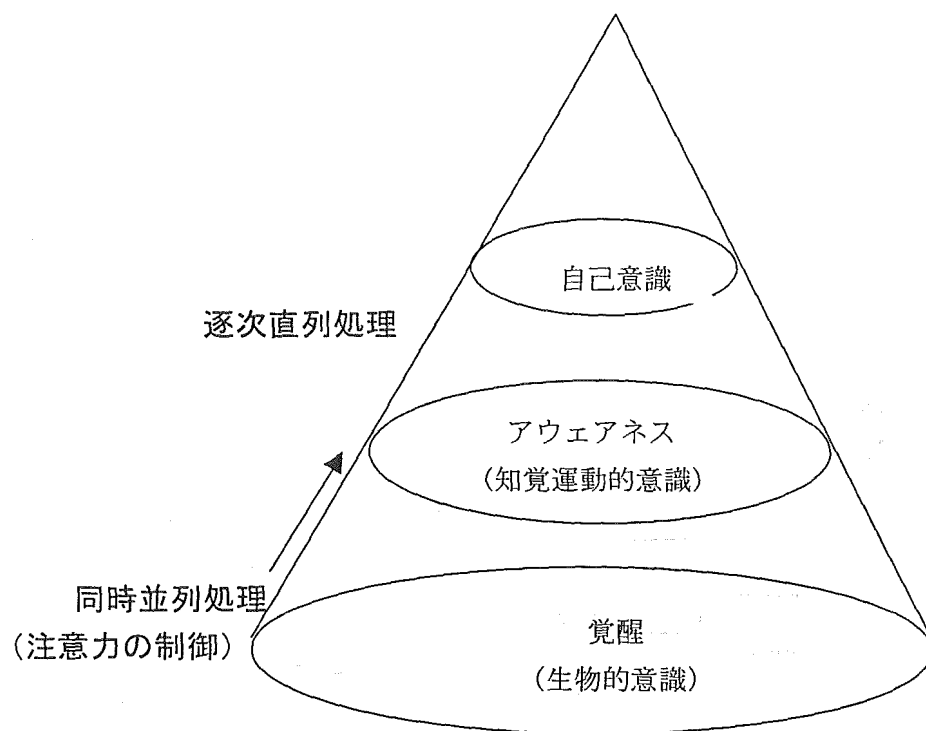 自己意識
逐次直列処理
アウェアネス
(知覚運動的意識)
同時並列処理
(注意力の制御)
覚醒
(生物的意識)